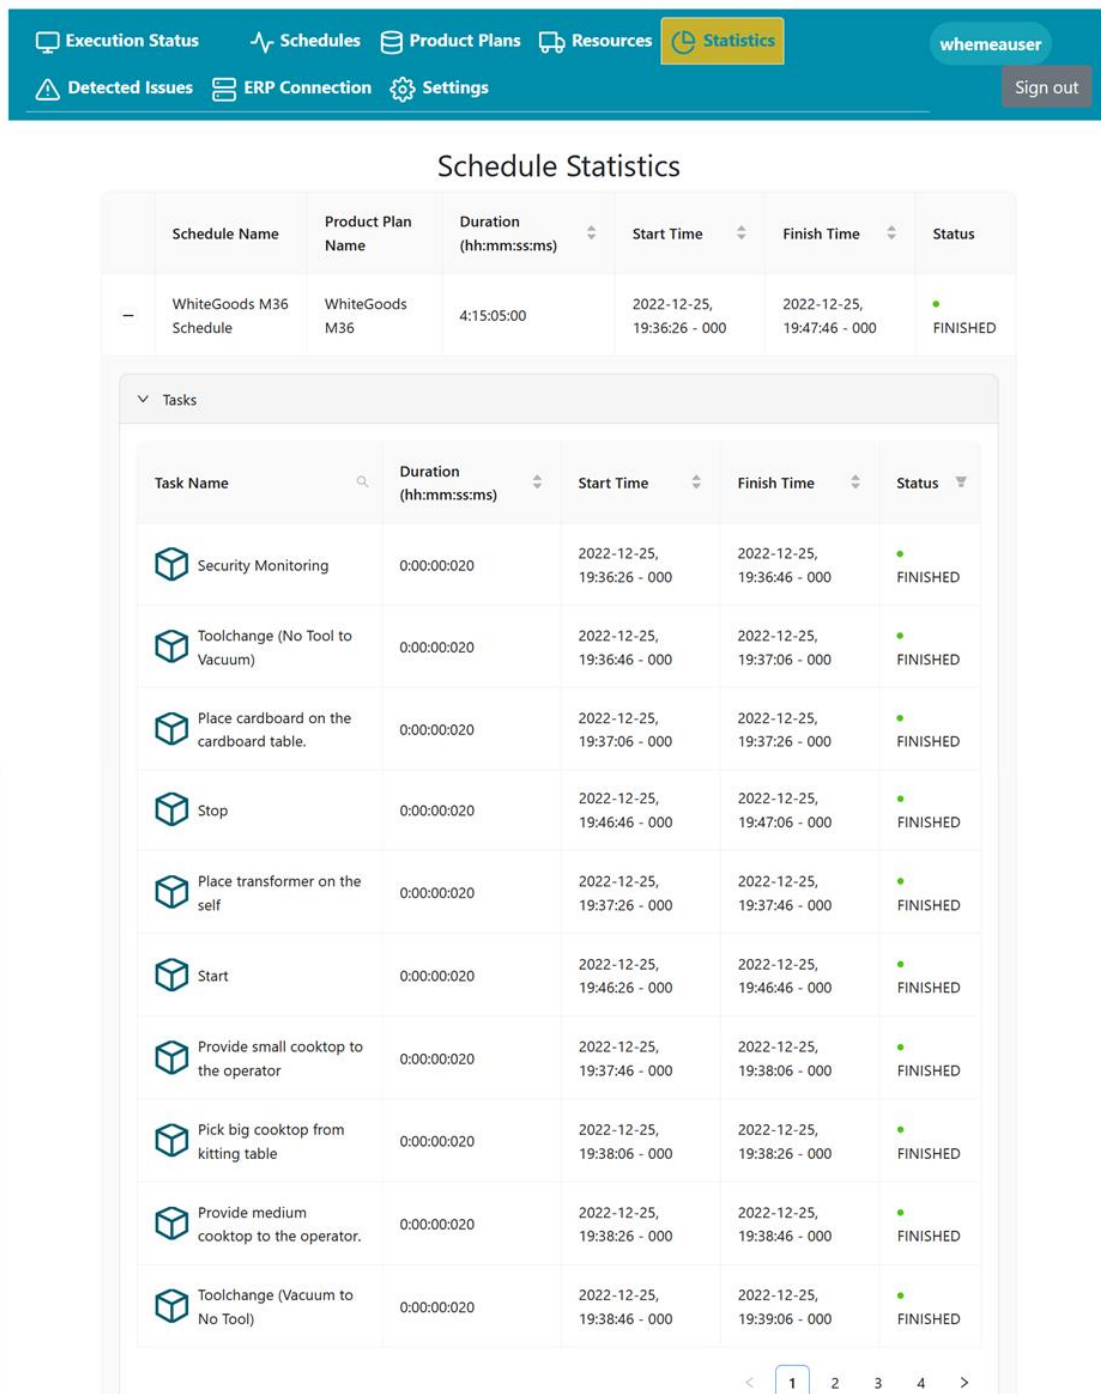 Execution Status Schedules Product Plans Resources Statistics whemeauser
Detected Issues ERP Connection Settings Sign out
Schedule Statistics
Schedule Name Product Plan Name Duration (hh:mm:ss:ms) Start Time Finish Time Status
WhiteGoods M36 Schedule WhiteGoods M36 4:15:05:00 2022-12-25, 19:36:26 - 000 2022-12-25, 19:47:46 - 000 FINISHED
Tasks
Task Name Duration (hh:mm:ss:ms) Start Time Finish Time Status
Security Monitoring 0:00:00:020 2022-12-25, 19:36:26 - 000 2022-12-25, 19:36:46 - 000 FINISHED
Toolchange (No Tool to Vacuum) 0:00:00:020 2022-12-25, 19:36:46 - 000 2022-12-25, 19:37:06 - 000 FINISHED
Place cardboard on the cardboard table. 0:00:00:020 2022-12-25, 19:37:06 - 000 2022-12-25, 19:37:26 - 000 FINISHED
Stop 0:00:00:020 2022-12-25, 19:46:46 - 000 2022-12-25, 19:47:06 - 000 FINISHED
Place transformer on the self 0:00:00:020 2022-12-25, 19:37:26 - 000 2022-12-25, 19:37:46 - 000 FINISHED
Start 0:00:00:020 2022-12-25, 19:46:26 - 000 2022-12-25, 19:46:46 - 000 FINISHED
Provide small cooktop to the operator 0:00:00:020 2022-12-25, 19:37:46 - 000 2022-12-25, 19:38:06 - 000 FINISHED
Pick big cooktop from kitting table 0:00:00:020 2022-12-25, 19:38:06 - 000 2022-12-25, 19:38:26 - 000 FINISHED
Provide medium cooktop to the operator. 0:00:00:020 2022-12-25, 19:38:26 - 000 2022-12-25, 19:38:46 - 000 FINISHED
Toolchange (Vacuum to No Tool) 0:00:00:020 2022-12-25, 19:38:46 - 000 2022-12-25, 19:39:06 - 000 FINISHED
< 1 2 3 4 >